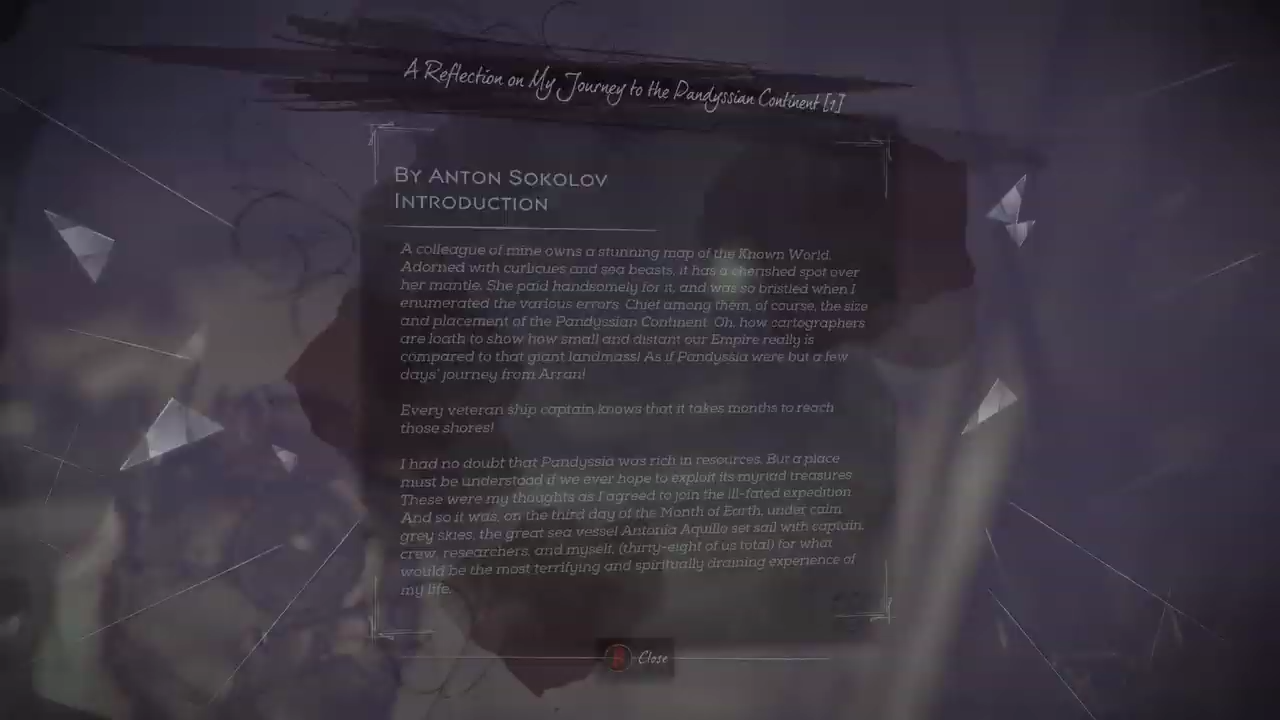 A Reflection on My Journey to the Pandyssian Continent [1]
BY ANTON SOKOLOV
INTRODUCTION
A colleague of mine owns a stunning map of the Known World.
Adorned with curlicues and sea beasts, it has a cherished spot over
her mantle. She paid handsomely for it, and was so bristled when I
enumerated the various errors. Chief among them, of course, the size
and placement of the Pandyssian Continent. Oh, how cartographers
are loath to show how small and distant our Empire really is
compared to that giant landmass! As if Pandyssia were but a few
days' journey from Arran!
Every veteran ship captain knows that it takes months to reach
those shores!
I had no doubt that Pandyssia was rich in resources. But a place
must be understood if we ever hope to exploit its myriad treasures.
These were my thoughts as I agreed to join the ill-fated expedition.
And so it was, on the third day of the Month of Earth, under calm
grey skies, the great sea vessel Antonia Aquillo set sail with captain,
crew, researchers, and myself, (thirty-eight of us total) for what
would be the most terrifying and spiritually draining experience of
my life.
Close